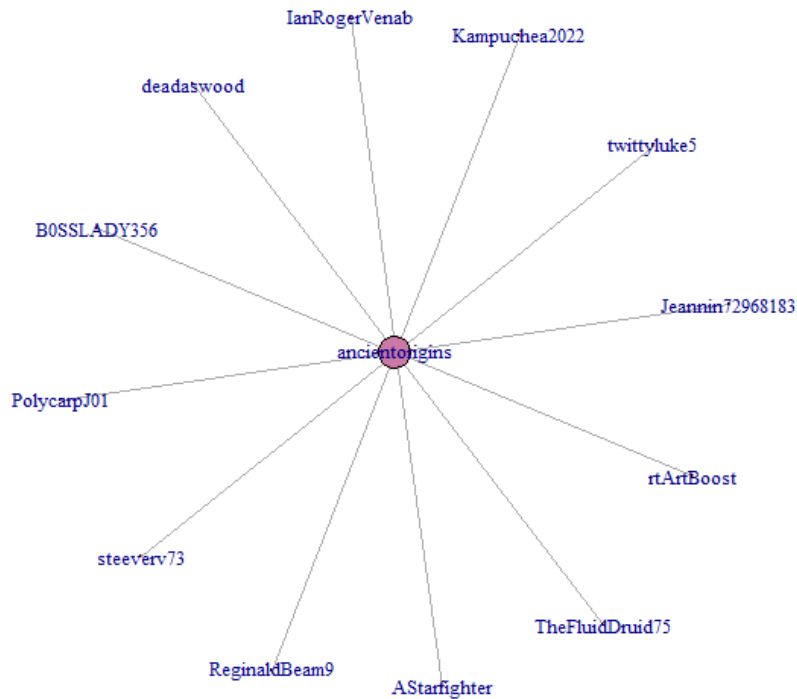 IanRogerVenab
Kampuchea2022
deadaswood
twittyluke5
B0SSLADY356
Jeannin72968183
ancientorigins
PolycarpJ01
rtArtBoost
steeverv73
TheFluidDruid75
ReginaldBeam9
AStarfighter